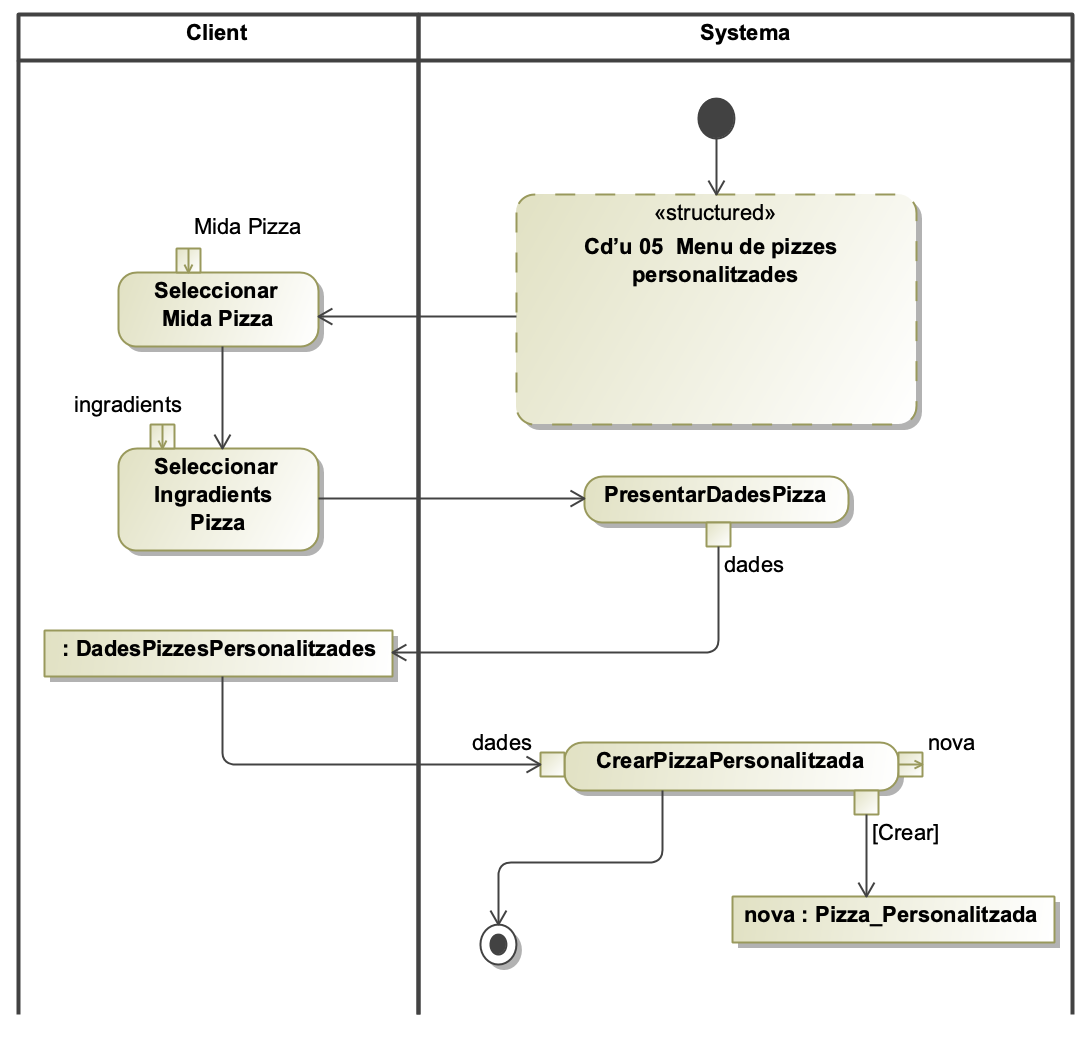 Client
Systema
«structured»
Cd’u 05  Menu de pizzes
personalitzades
Mida Pizza
Seleccionar
Mida Pizza
ingradients
Seleccionar
Ingradients
Pizza
PresentarDadesPizza
dades
: DadesPizzesPersonalitzades
dades
CrearPizzaPersonalitzada
nova
[Crear]
nova : Pizza_Personalitzada